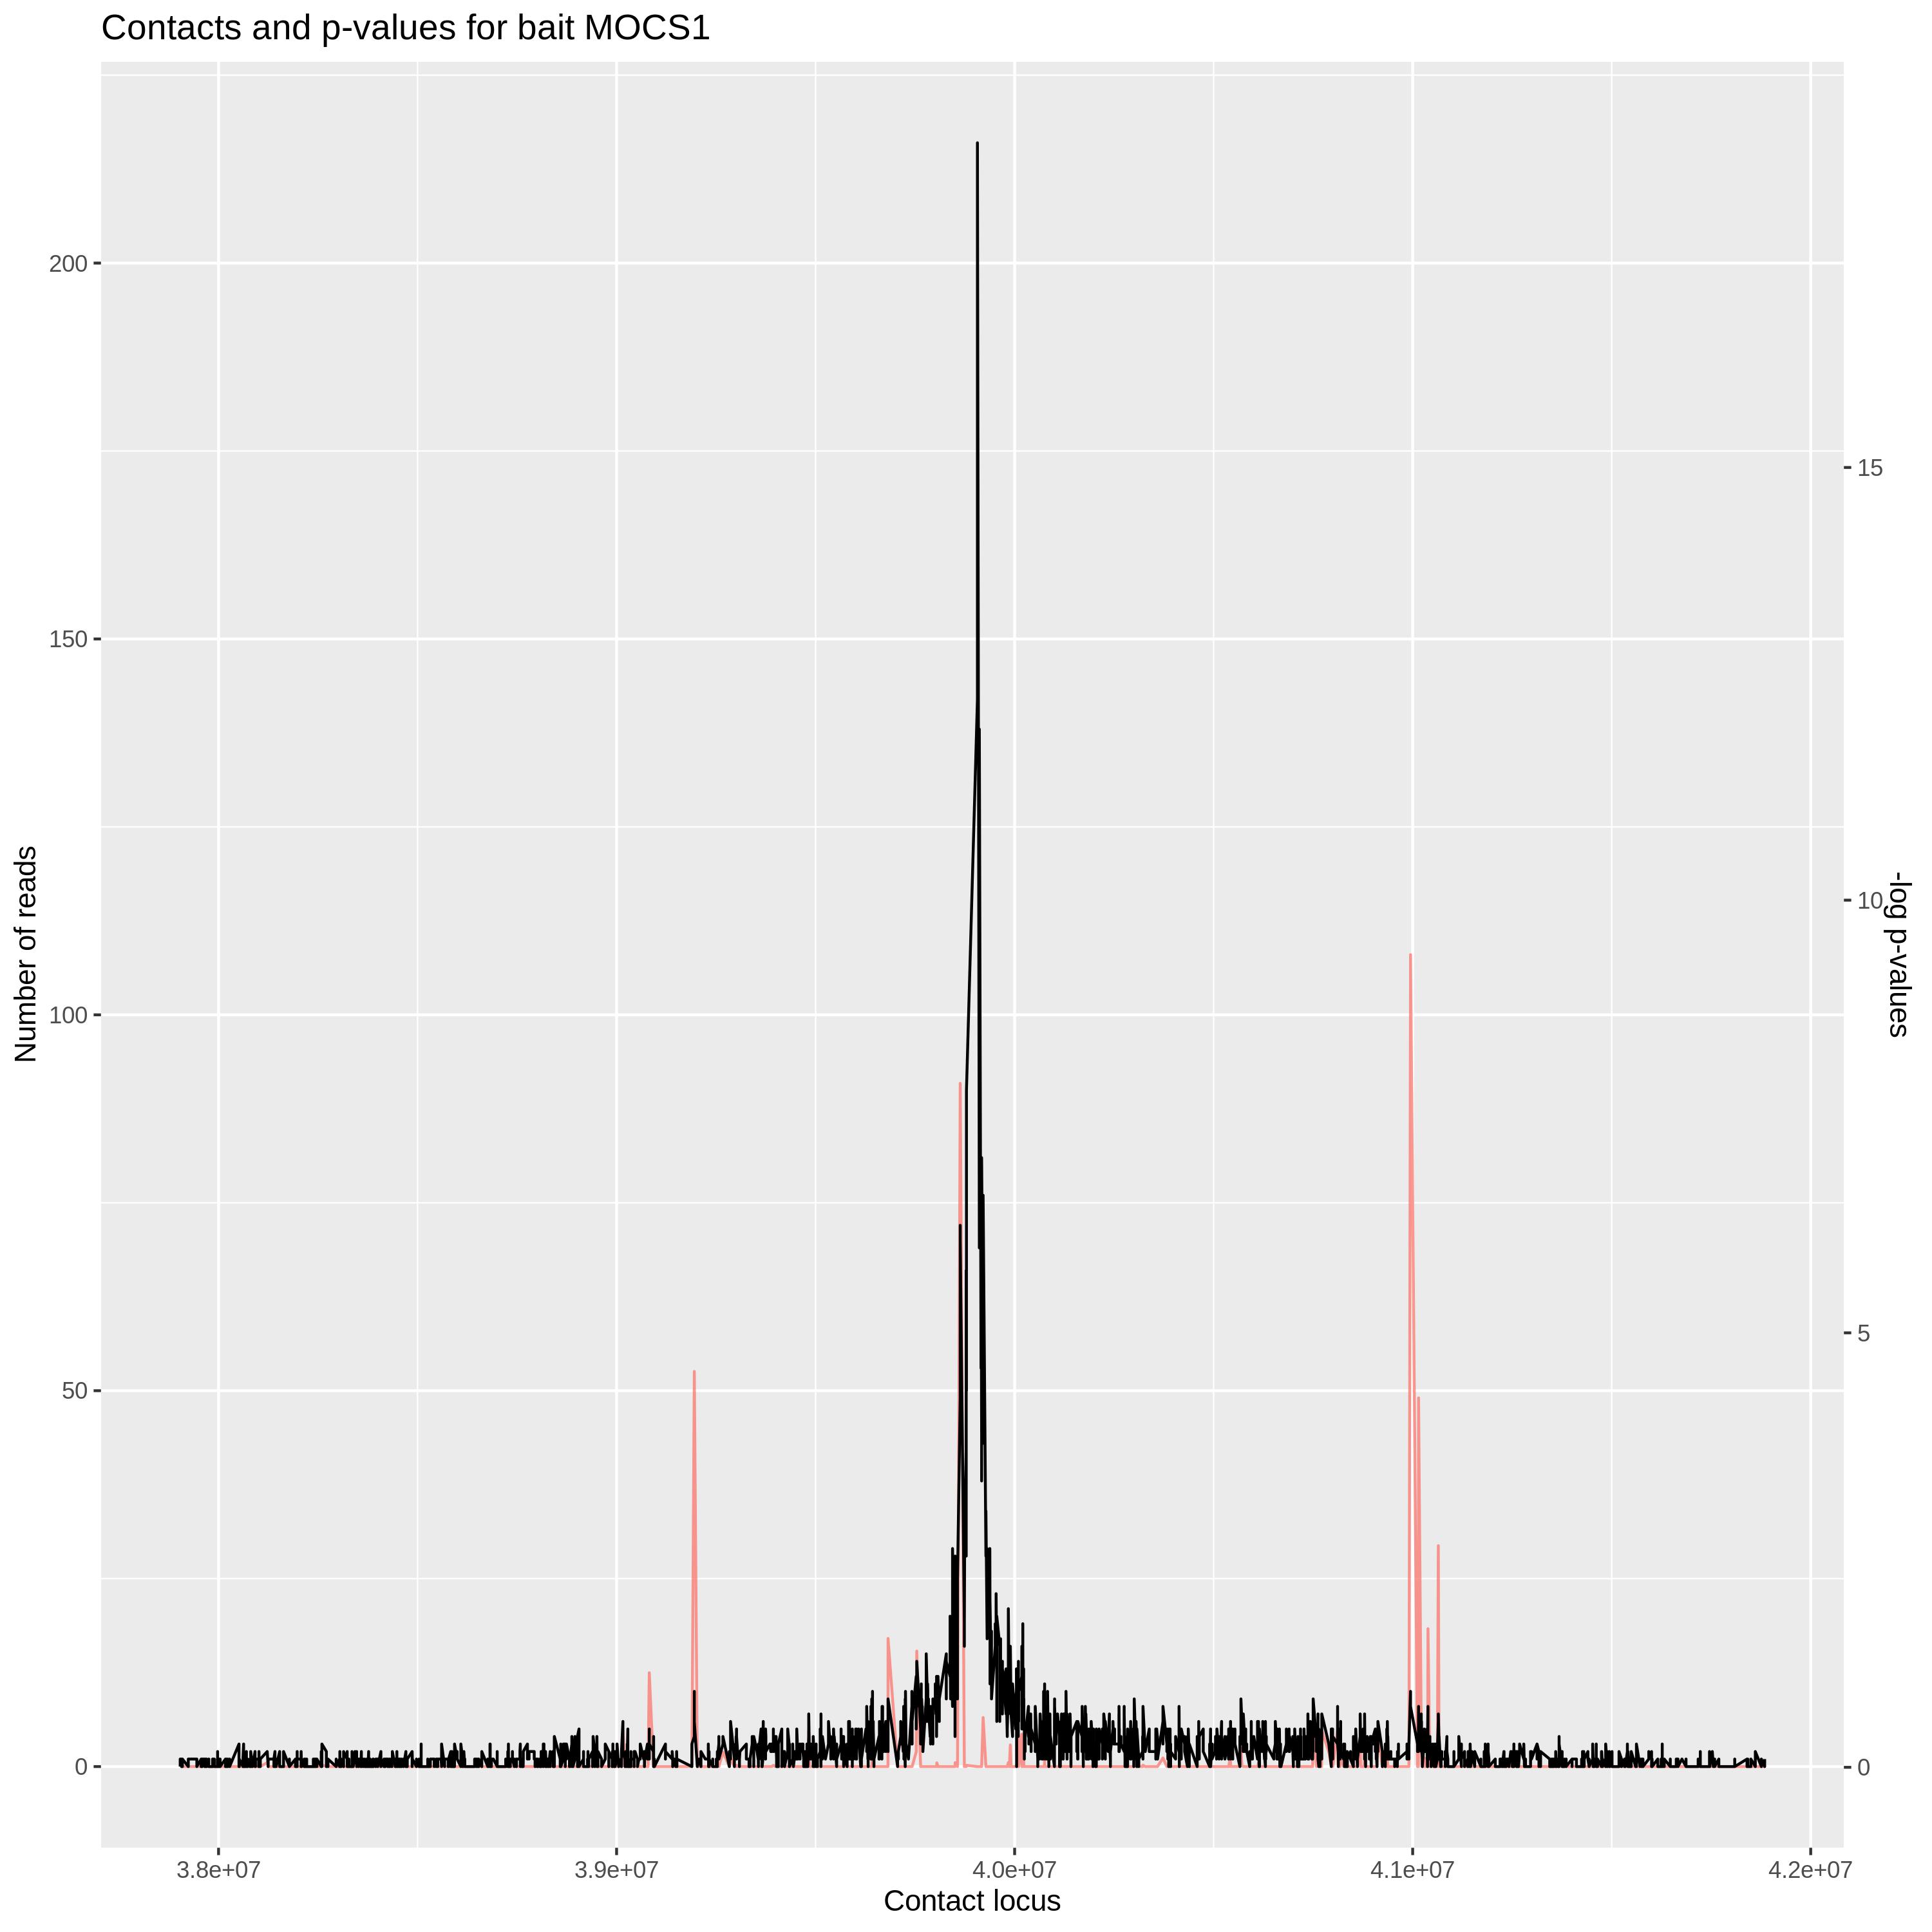 Contacts and p-values for bait MOCS1
Number of reads
200
150
100
50
0
15
10
5
0
-log p-values
3.8e+07
3.9e+07
4.0e+07
4.1e+07
4.2e+07
Contact locus